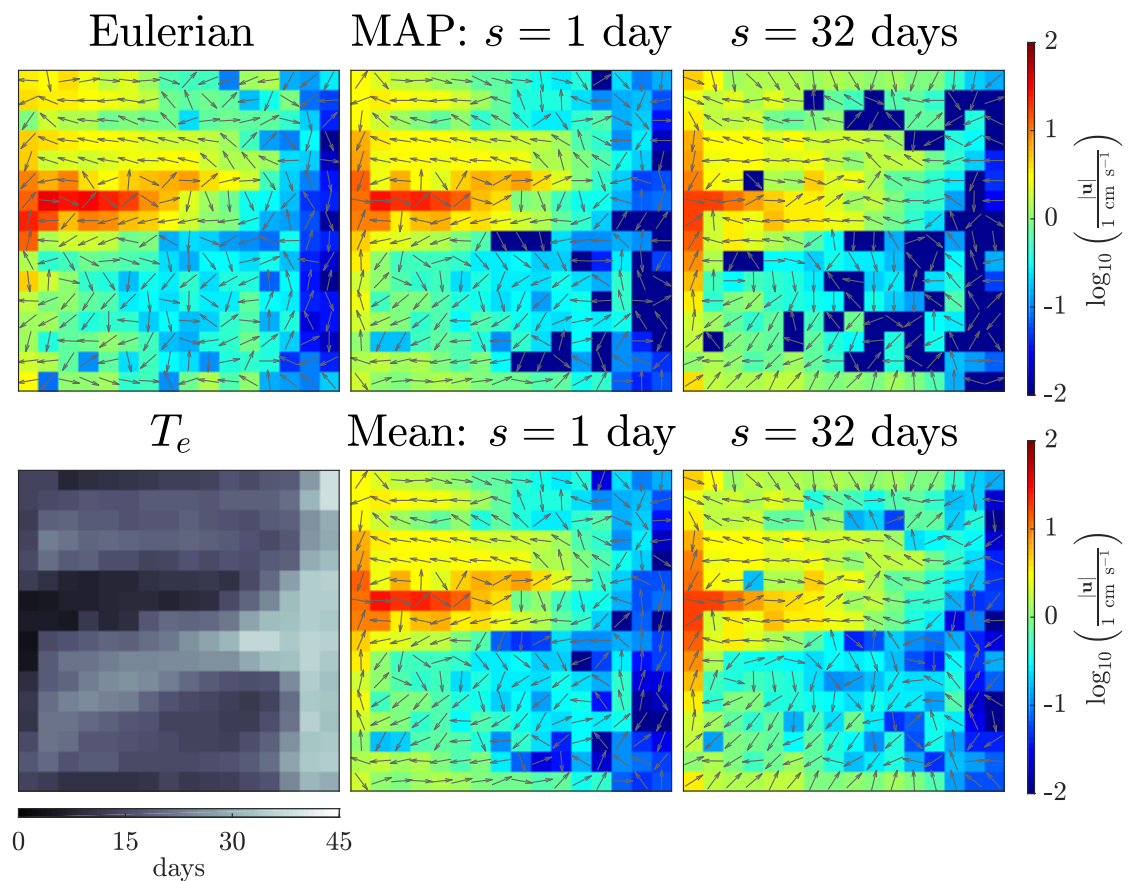 Eulerian MAP: s = 1 day s = 32 days
2
1
0
-1
-2
log₁₀ ( |u| / 1 cm s⁻¹ )
Tₑ Mean: s = 1 day s = 32 days
2
1
0
-1
-2
log₁₀ ( |u| / 1 cm s⁻¹ )
0 15 30 45
days